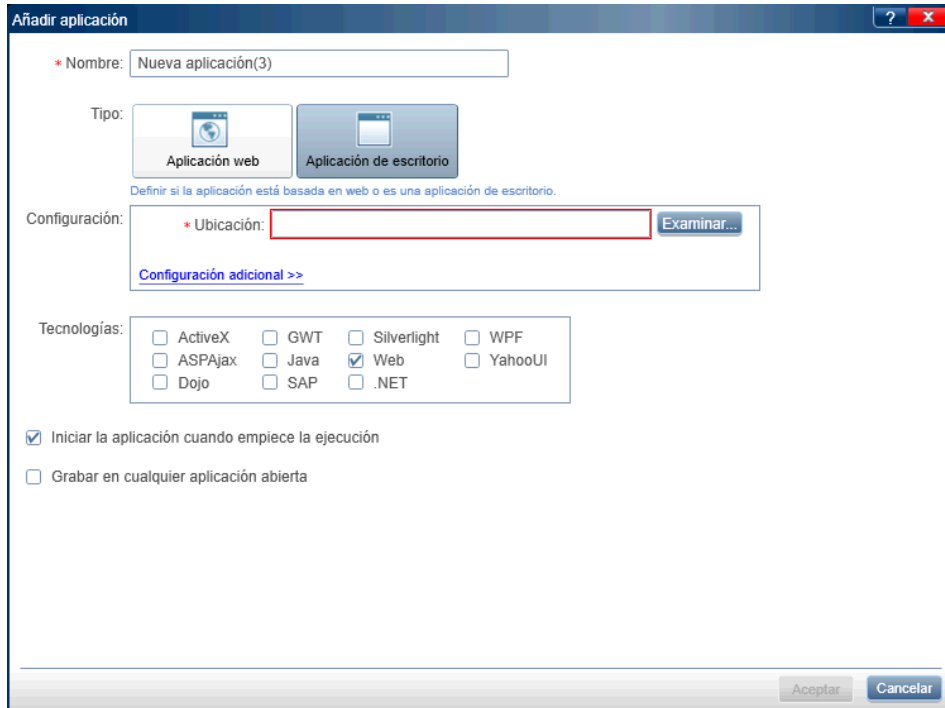 Añadir aplicación ? x
* Nombre: Nueva aplicación(3)
Tipo:
Aplicación web Aplicación de escritorio
Definir si la aplicación está basada en web o es una aplicación de escritorio.
Configuración:
* Ubicación: Examinar...
Configuración adicional >>
Tecnologías:
ActiveX GWT Silverlight WPF
ASPAjax Java Web YahooUI
Dojo SAP .NET
Iniciar la aplicación cuando empiece la ejecución
Grabar en cualquier aplicación abierta
Aceptar Cancelar